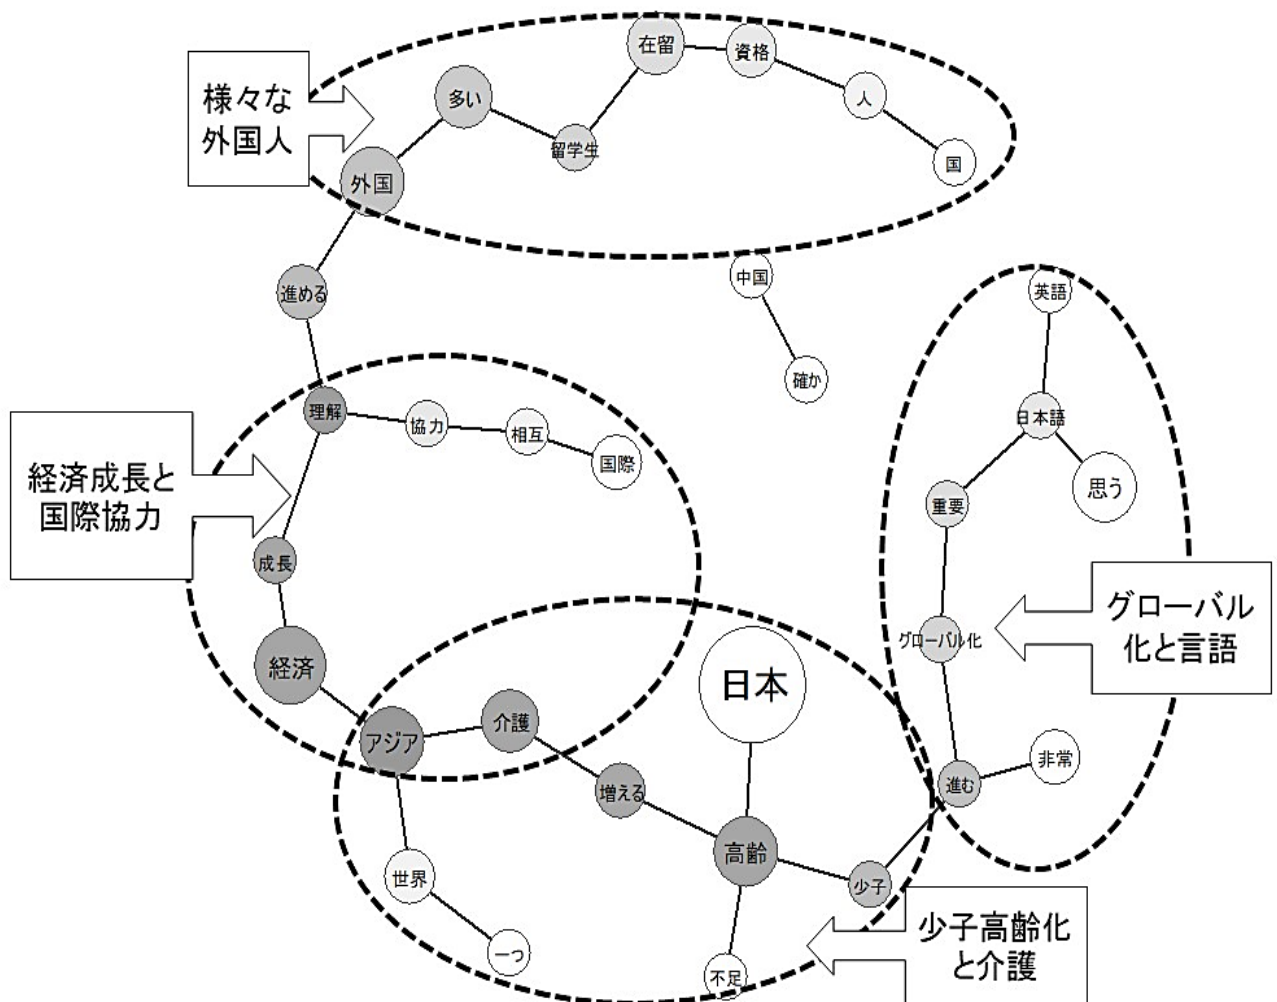 様々な
外国人
在留
資格
多い
人
留学生
国
外国
中国
進める
英語
確か
理解
協力
相互
国際
日本語
経済成長と
国際協力
思う
重要
成長
グローバル
化と言語
グローバル化
経済
日本
介護
アジア
非常
進む
増える
高齢
世界
少子
一つ
不足
少子高齢化
と介護